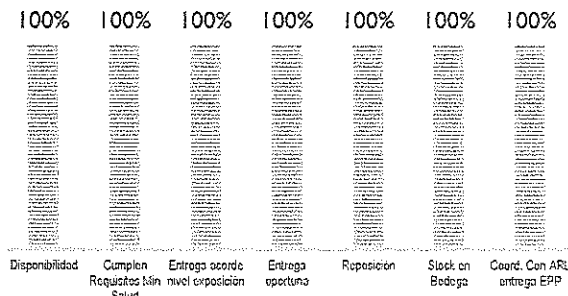 100% 100% 100% 100% 100% 100% 100%
Disponibilidad Cumplen Entrega acorde Entrega Reposición Stock en Coord. Con ARL
Requisitos Min nivel exposición oportuna Bodega entrega EPP
Salud